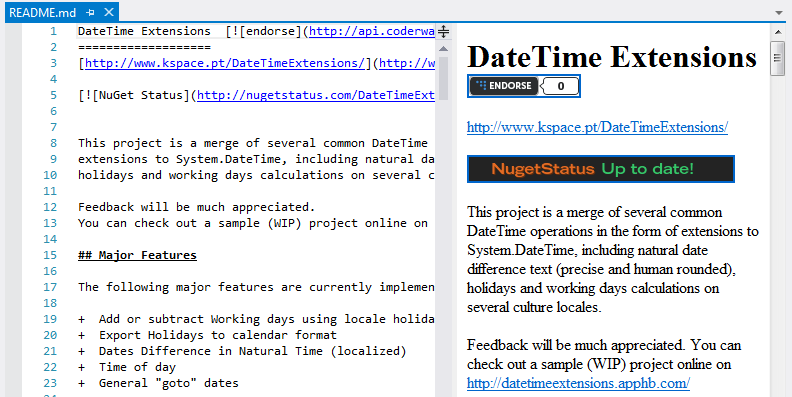 README.md
1 DateTime Extensions  [![endorse](http://api.coderwa
2 ===================
3 [http://www.kspace.pt/DateTimeExtensions/](http://w
4
5 [![NuGet Status](http://nugetstatus.com/DateTimeExt
6
7
8 This project is a merge of several common DateTime
9 extensions to System.DateTime, including natural da
10 holidays and working days calculations on several c
11
12 Feedback will be much appreciated.
13 You can check out a sample (WIP) project online on
14
15 ## Major Features
16
17 The following major features are currently implemen
18
19 +  Add or subtract Working days using locale holida
20 +  Export Holidays to calendar format
21 +  Dates Difference in Natural Time (localized)
22 +  Time of day
23 +  General "goto" dates
DateTime Extensions
ENDORSE 0
http://www.kspace.pt/DateTimeExtensions/
NugetStatus Up to date!
This project is a merge of several common
DateTime operations in the form of extensions to
System.DateTime, including natural date
difference text (precise and human rounded),
holidays and working days calculations on
several culture locales.
Feedback will be much appreciated. You can
check out a sample (WIP) project online on
http://datetimeextensions.apphb.com/